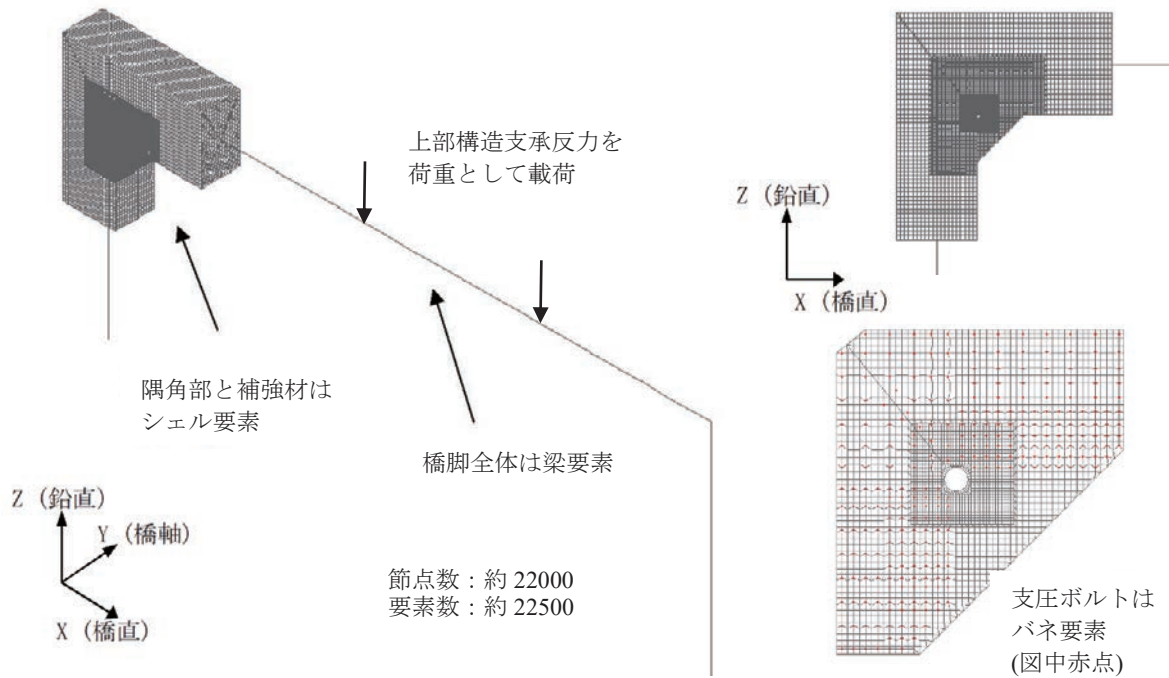 上部構造支承反力を
荷重として載荷
隅角部と補強材は
シェル要素
橋脚全体は梁要素
Z (鉛直)
Y (橋軸)
X (橋直)
節点数：約 22000
要素数：約 22500
Z (鉛直)
X (橋直)
支圧ボルトは
バネ要素
(図中赤点)